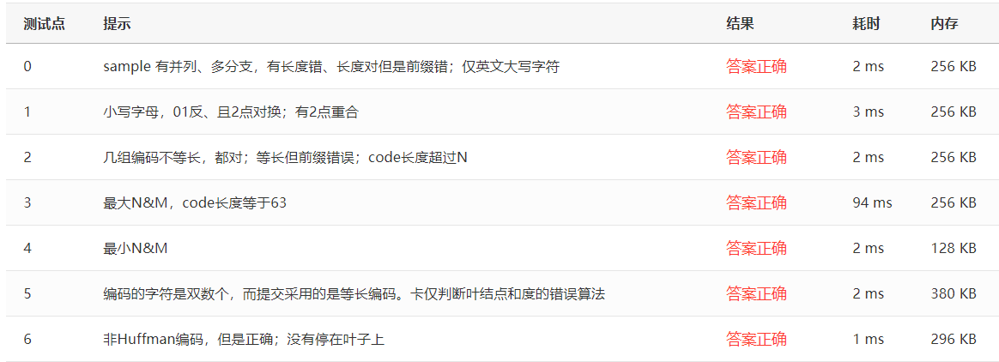 测试点 提示 结果 耗时 内存
0 sample 有并列、多分支，有长度错、长度对但是前缀错；仅英文大写字符 答案正确 2 ms 256 KB
1 小写字母，01反、且2点对换；有2点重合 答案正确 3 ms 256 KB
2 几组编码不等长，都对；等长但前缀错误；code长度超过N 答案正确 2 ms 256 KB
3 最大N&M，code长度等于63 答案正确 94 ms 256 KB
4 最小N&M 答案正确 2 ms 128 KB
5 编码的字符是双数个，而提交采用的是等长编码。卡仅判断叶结点和度的错误算法 答案正确 2 ms 380 KB
6 非Huffman编码，但是正确；没有停在叶子上 答案正确 1 ms 296 KB